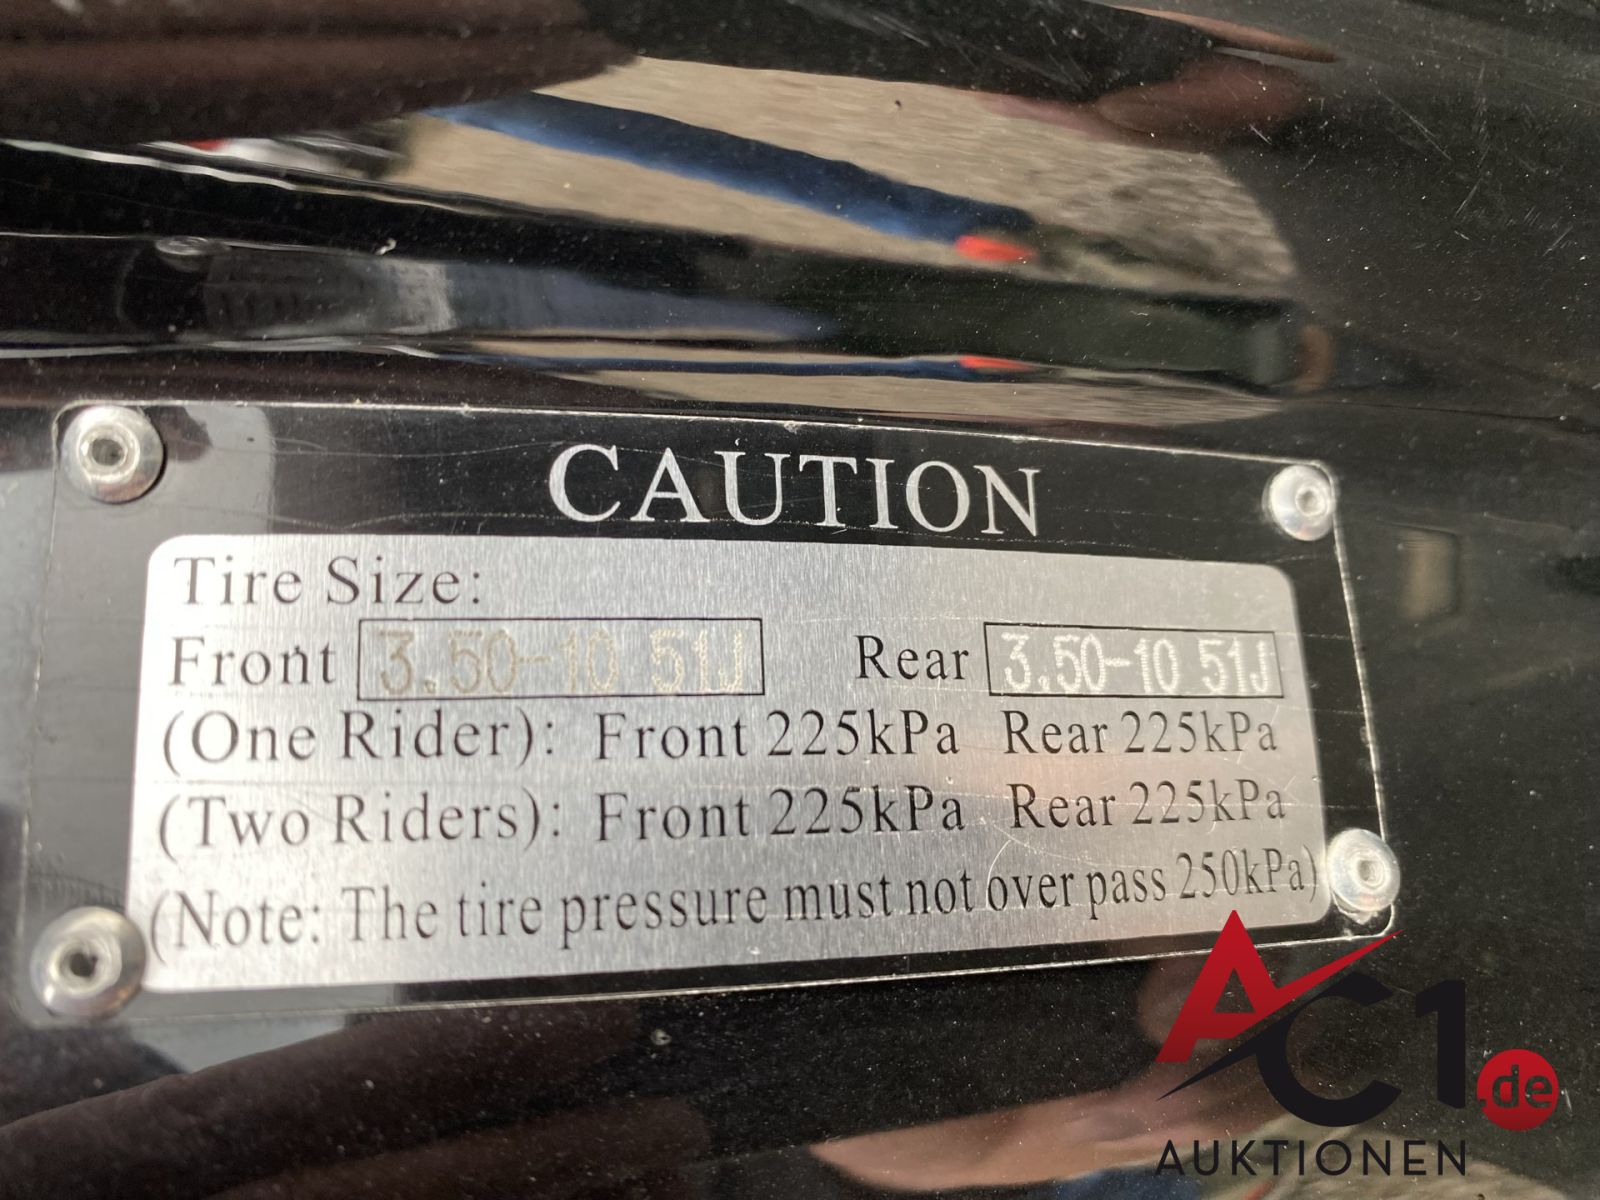 CAUTION
Tire Size:
Front 3.50-10 51J Rear 3.50-10 51J
(One Rider): Front 225kPa Rear 225kPa
(Two Riders): Front 225kPa Rear 225kPa
(Note: The tire pressure must not over pass 250kPa)
AC1.de
AUKTIONEN